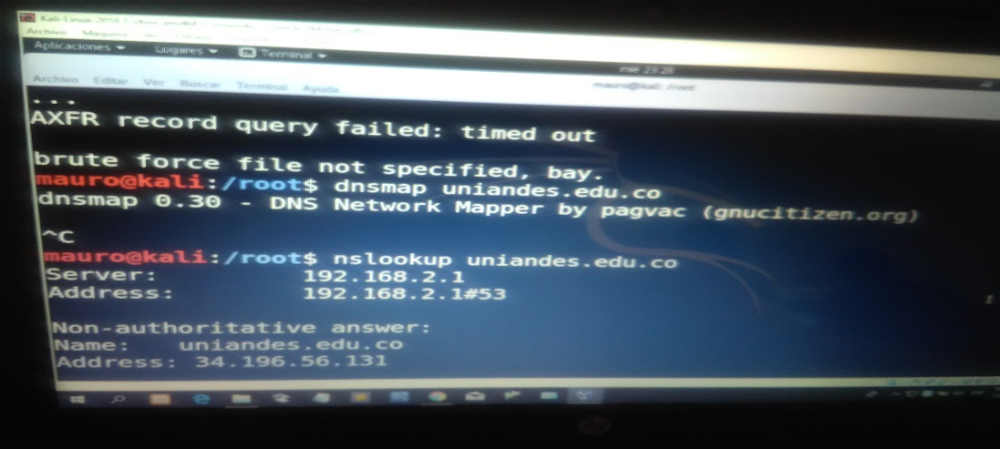 Kali-Linux
Archivo
Aplicaciones Lugares Terminal
mié 23:28
Archivo Editar Ver Buscar Terminal Ayuda
mauro@kali: /root
...
AXFR record query failed: timed out
brute force file not specified, bay.
mauro@kali:/root$ dnsmap uniandes.edu.co
dnsmap 0.30 - DNS Network Mapper by pagvac (gnucitizen.org)
^C
mauro@kali:/root$ nslookup uniandes.edu.co
Server: 192.168.2.1
Address: 192.168.2.1#53
Non-authoritative answer:
Name: uniandes.edu.co
Address: 34.196.56.131